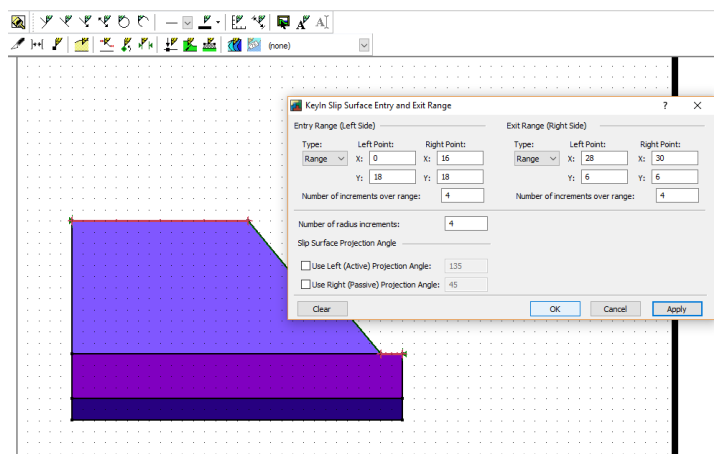 A A
(none)
KeyIn Slip Surface Entry and Exit Range ? X
Entry Range (Left Side) Exit Range (Right Side)
Type: Left Point: Right Point: Type: Left Point: Right Point:
Range X: 0 X: 16 Range X: 28 X: 30
Y: 18 Y: 18 Y: 6 Y: 6
Number of increments over range: 4 Number of increments over range: 4
Number of radius increments: 4
Slip Surface Projection Angle
Use Left (Active) Projection Angle: 135
Use Right (Passive) Projection Angle: 45
Clear OK Cancel Apply